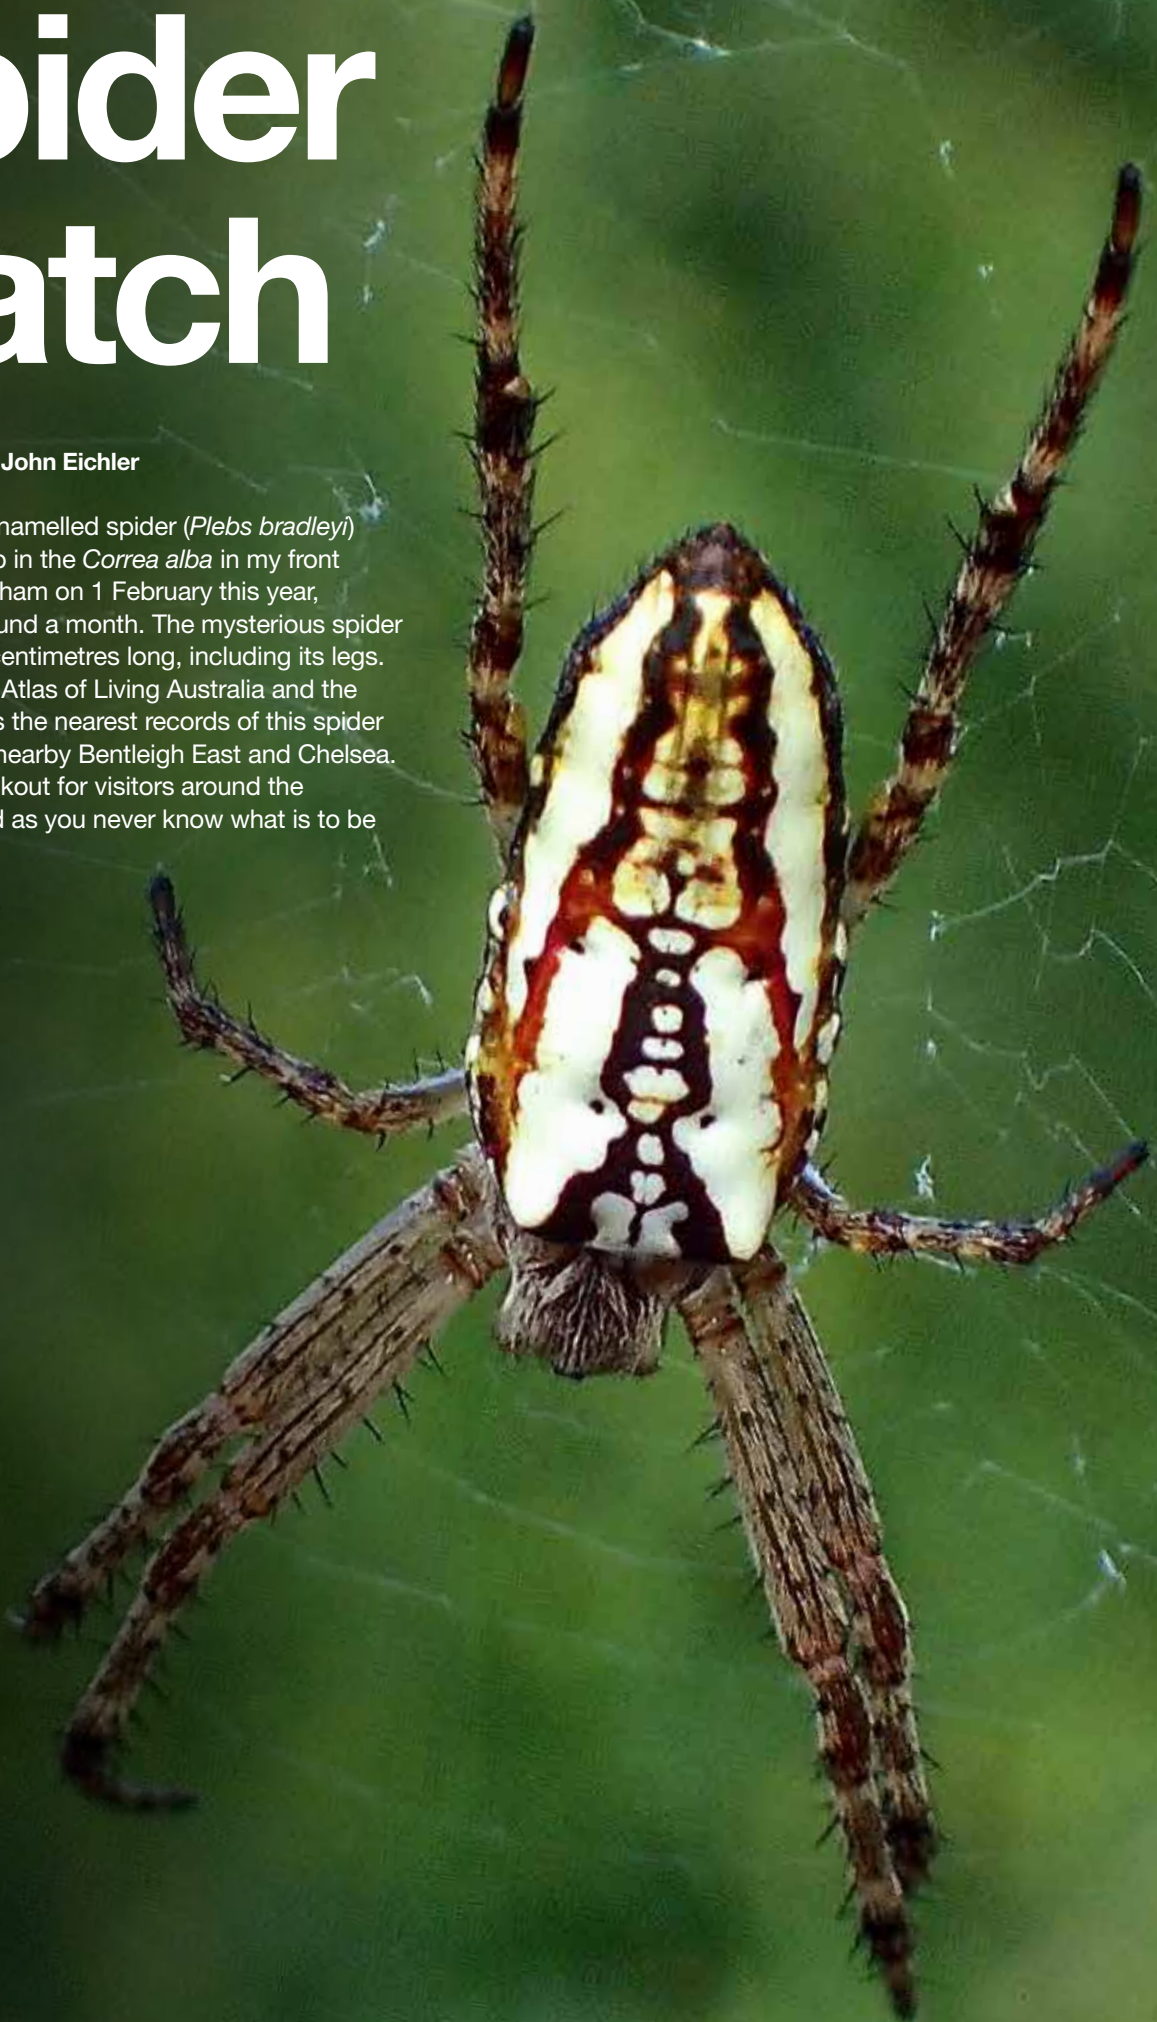 pider
atch
John Eichler
namelled spider (Plebs bradleyi)
in the Correa alba in my front
ham on 1 February this year,
und a month. The mysterious spider
entimetres long, including its legs.
Atlas of Living Australia and the
s the nearest records of this spider
nearby Bentleigh East and Chelsea.
kout for visitors around the
d as you never know what is to be